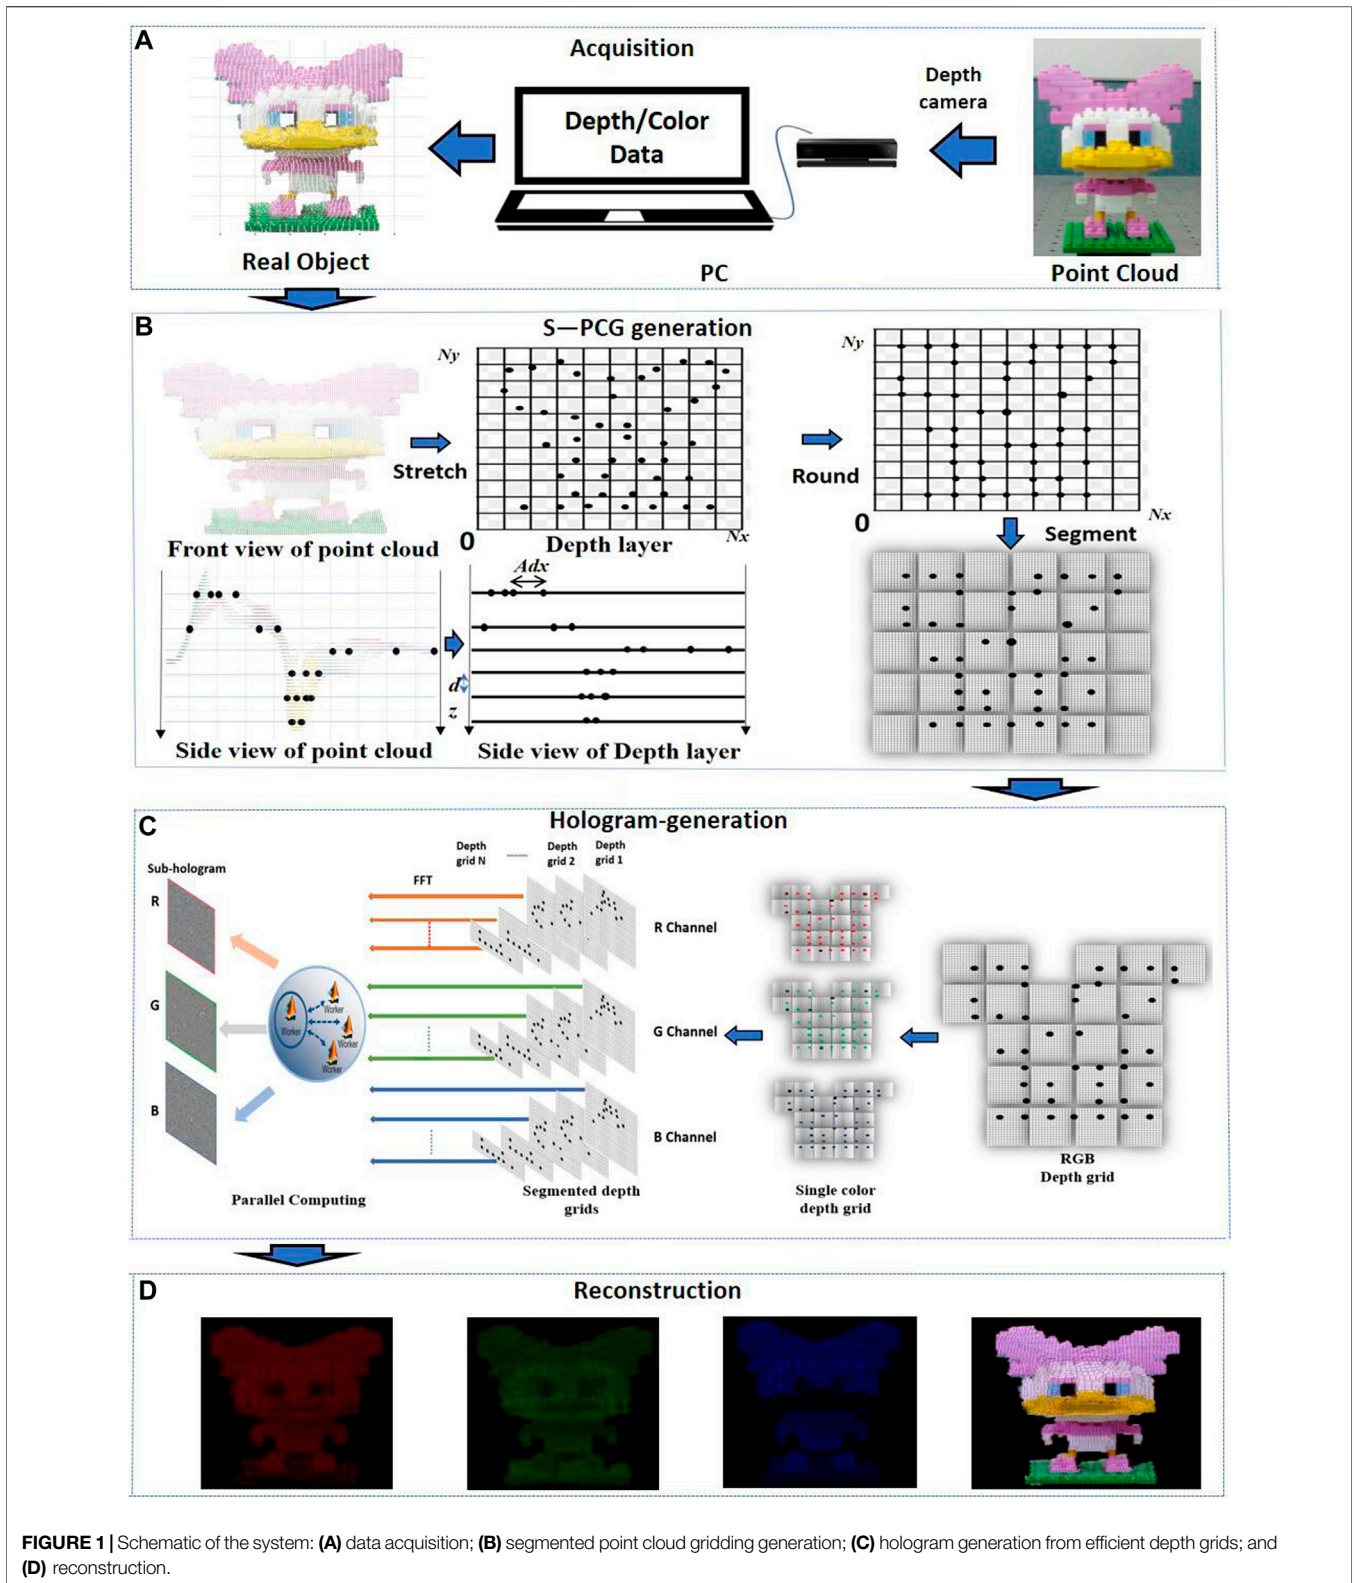 A
Acquisition
Depth
camera
Depth/Color
Data
Real Object
PC
Point Cloud
B
S—PCG generation
Ny
Stretch
0
Nx
Depth layer
Front view of point cloud
Ny
Round
0
Nx
Segment
Adx
d
z
Side view of point cloud
Side view of Depth layer
C
Hologram-generation
Sub-hologram
R
G
B
FFT
Depth
grid N
........
Depth
grid 2
Depth
grid 1
Worker
Worker
Worker
Worker
Parallel Computing
R Channel
G Channel
B Channel
Segmented depth
grids
Single color
depth grid
RGB
Depth grid
D
Reconstruction
FIGURE 1 | Schematic of the system: (A) data acquisition; (B) segmented point cloud gridding generation; (C) hologram generation from efficient depth grids; and
(D) reconstruction.